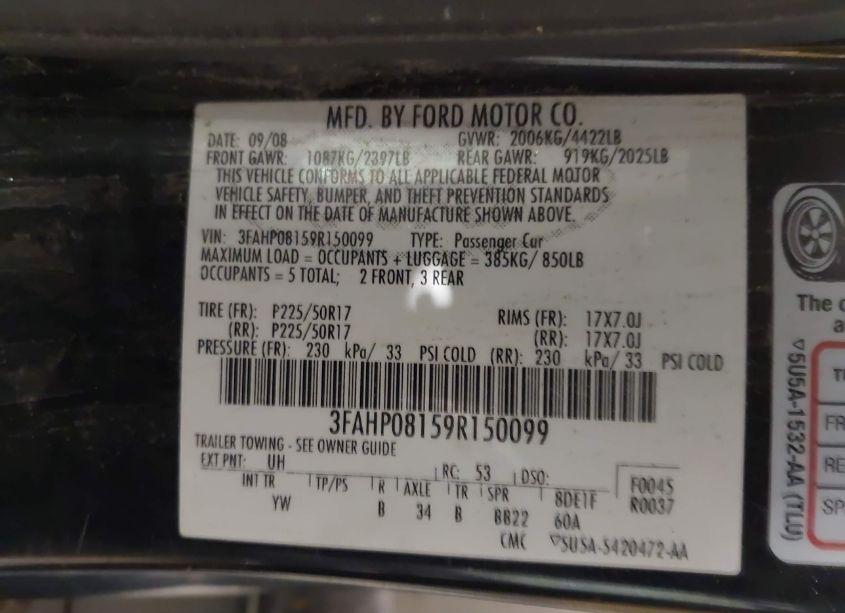 MFD. BY FORD MOTOR CO.
DATE: 09/08 GVWR: 2006KG/4422LB
FRONT GAWR: 1087KG/2397LB REAR GAWR: 919KG/2025LB
THIS VEHICLE CONFORMS TO ALL APPLICABLE FEDERAL MOTOR
VEHICLE SAFETY, BUMPER, AND THEFT PREVENTION STANDARDS
IN EFFECT ON THE DATE OF MANUFACTURE SHOWN ABOVE.
VIN: 3FAHP08159R150099 TYPE: Passenger Car
MAXIMUM LOAD = OCCUPANTS + LUGGAGE = 385KG/ 850LB
OCCUPANTS = 5 TOTAL; 2 FRONT, 3 REAR
TIRE (FR): P225/50R17 RIMS (FR): 17X7.0J
(RR): P225/50R17 (RR): 17X7.0J
PRESSURE (FR): 230 kPa/ 33 PSI COLD (RR): 230 kPa/ 33 PSI COLD
3FAHP08159R150099
TRAILER TOWING - SEE OWNER GUIDE
EXT PNT: UH RC: 53 DSO: F0045
INT TR TP/PS R AXLE TR SPR 8DE1F R0037
YW B 34 B BB22 60A
CMC ▽5U5A-5420472-AA
The
▽5U5A-1532-AA (TLU)
FR
RE
SP